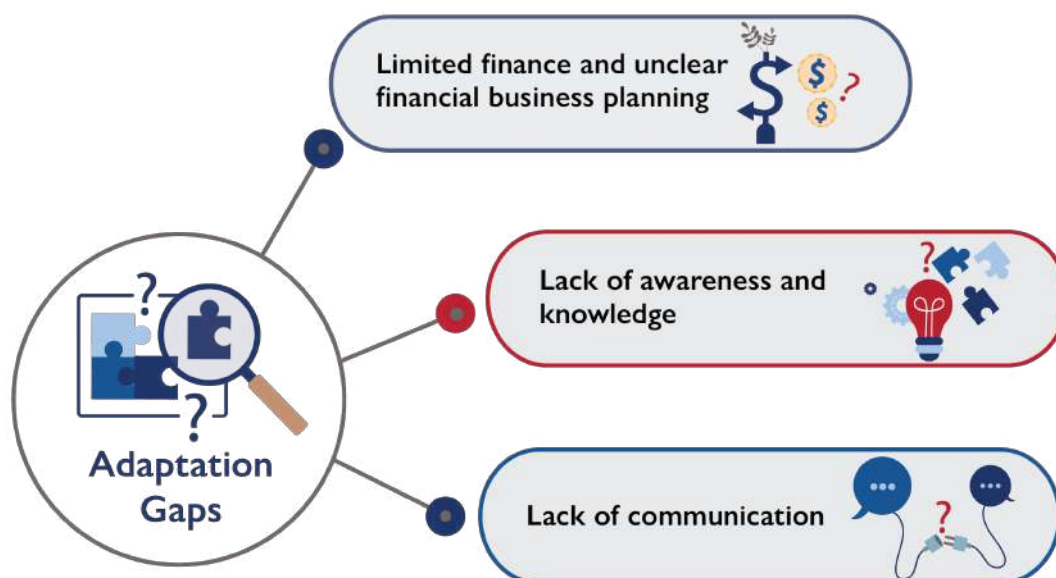 Limited finance and unclear
financial business planning
$
$
?
Lack of awareness and
knowledge
?
?
?
Adaptation
Gaps
Lack of communication
?